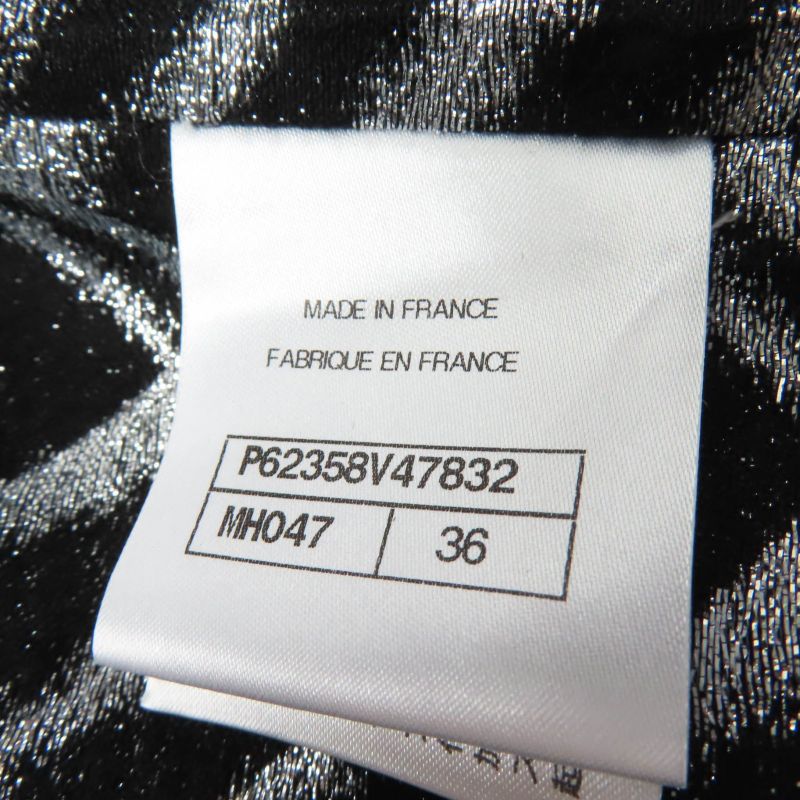 MADE IN FRANCE
FABRIQUE EN FRANCE
P62358V47832
MH047 36